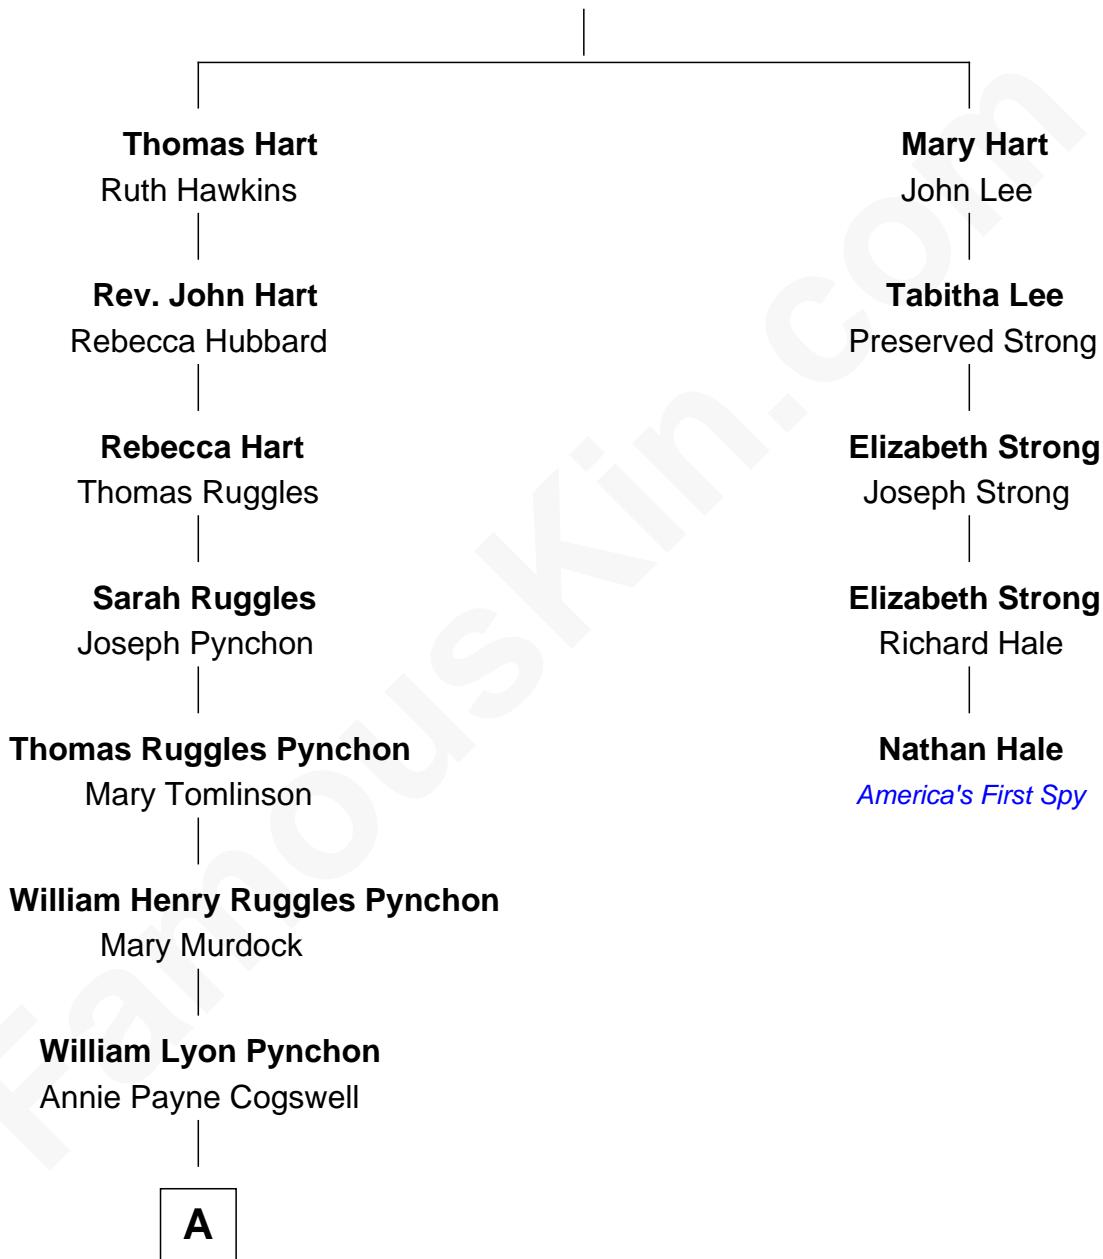 Thomas Hart
Ruth Hawkins
Mary Hart
John Lee
Rev. John Hart
Rebecca Hubbard
Tabitha Lee
Preserved Strong
Rebecca Hart
Thomas Ruggles
Elizabeth Strong
Joseph Strong
Sarah Ruggles
Joseph Pynchon
Elizabeth Strong
Richard Hale
Thomas Ruggles Pynchon
Mary Tomlinson
Nathan Hale
America's First Spy
William Henry Ruggles Pynchon
Mary Murdock
William Lyon Pynchon
Annie Payne Cogswell
A
FamousKin.com